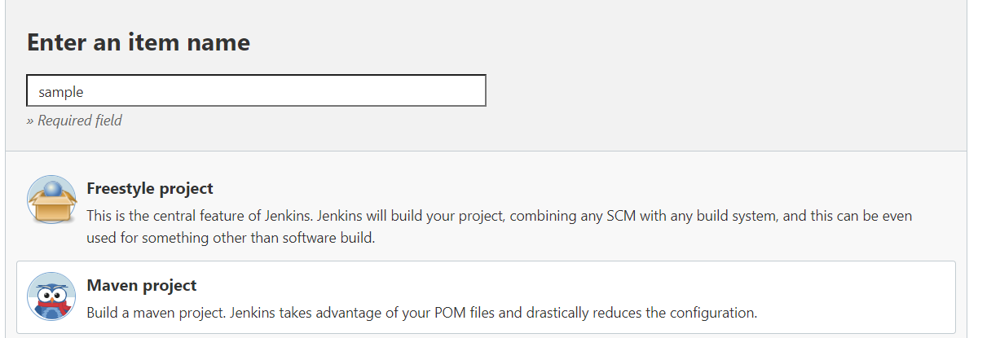 Enter an item name
sample
» Required field
Freestyle project
This is the central feature of Jenkins. Jenkins will build your project, combining any SCM with any build system, and this can be even
used for something other than software build.
Maven project
Build a maven project. Jenkins takes advantage of your POM files and drastically reduces the configuration.